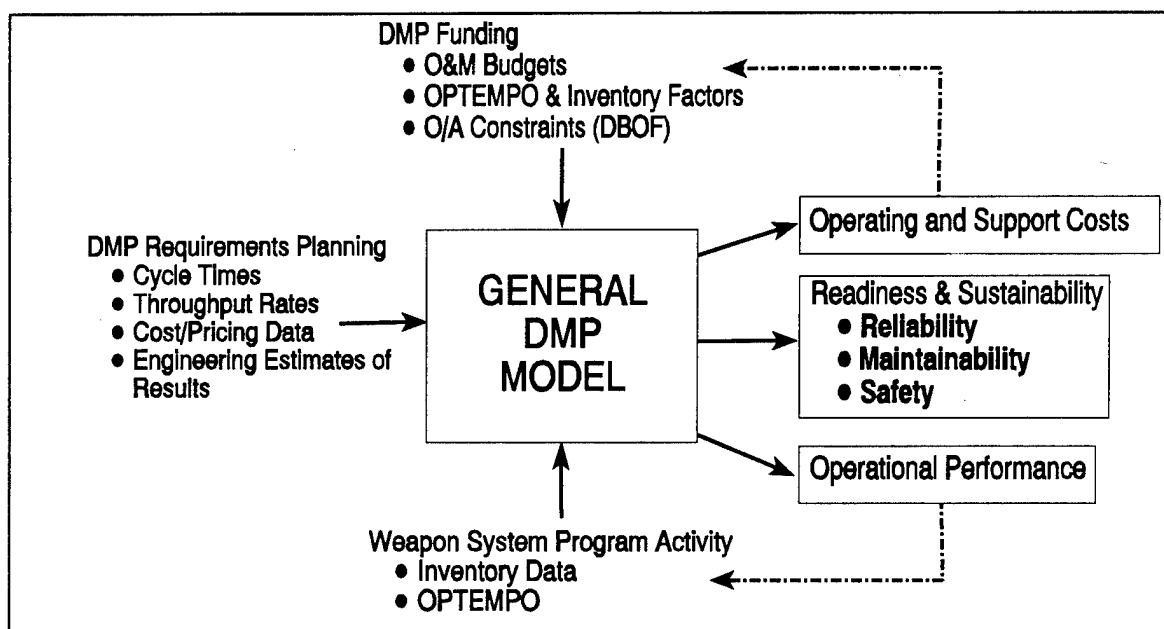 DMP Funding
● O&M Budgets
● OPTEMPO & Inventory Factors
● O/A Constraints (DBOF)
DMP Requirements Planning
● Cycle Times
● Throughput Rates
● Cost/Pricing Data
● Engineering Estimates of
Results
GENERAL
DMP
MODEL
Operating and Support Costs
Readiness & Sustainability
● Reliability
● Maintainability
● Safety
Operational Performance
Weapon System Program Activity
● Inventory Data
● OPTEMPO